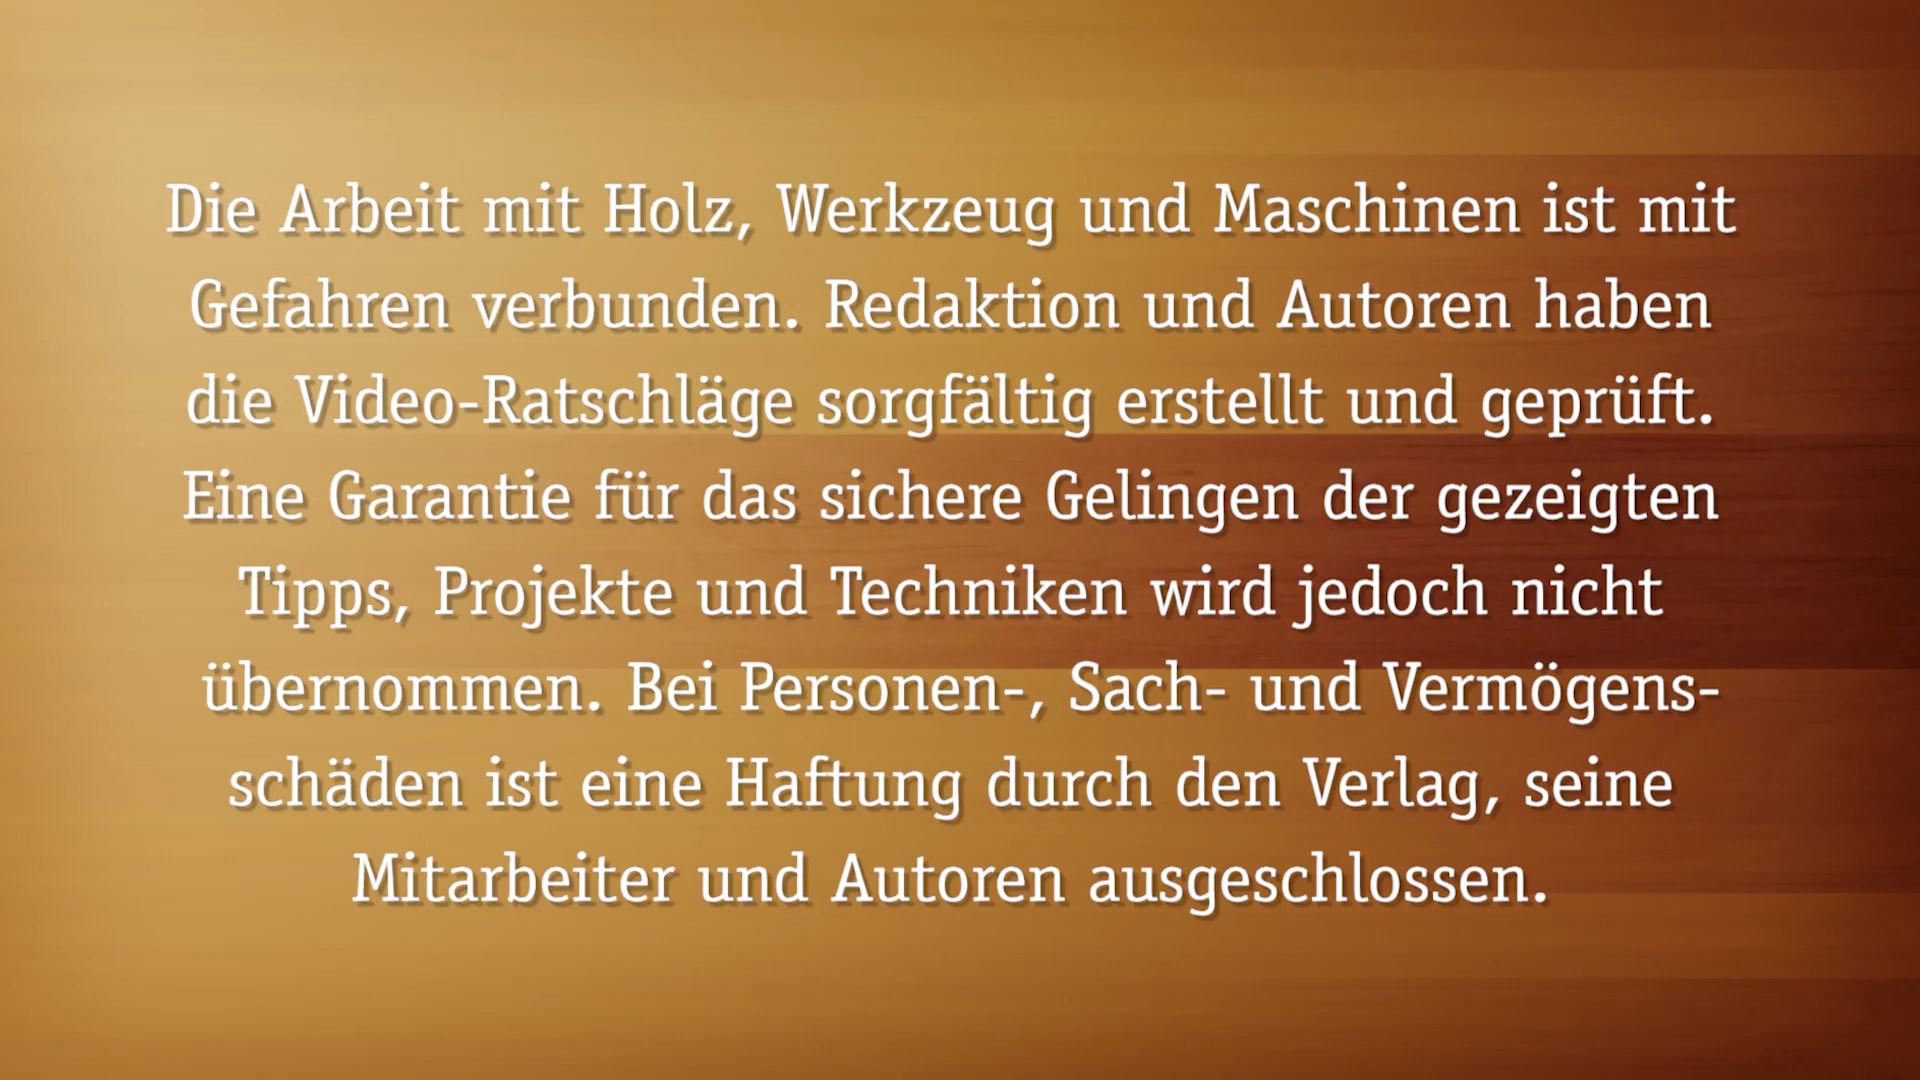 Die Arbeit mit Holz, Werkzeug und Maschinen ist mit
Gefahren verbunden. Redaktion und Autoren haben
die Video-Ratschläge sorgfältig erstellt und geprüft.
Eine Garantie für das sichere Gelingen der gezeigten
Tipps, Projekte und Techniken wird jedoch nicht
übernommen. Bei Personen-, Sach- und Vermögens-
schäden ist eine Haftung durch den Verlag, seine
Mitarbeiter und Autoren ausgeschlossen.